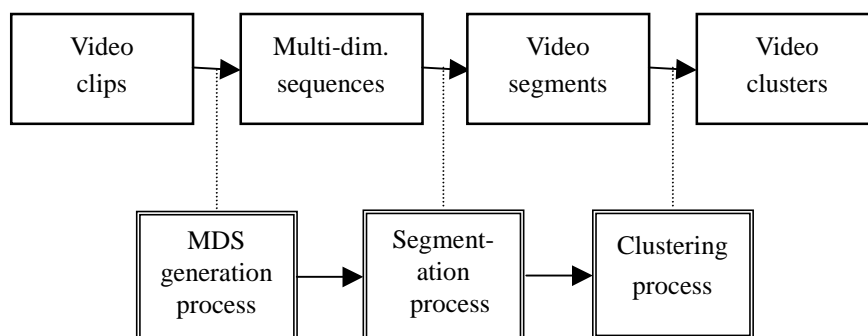 Video
clips
Multi-dim.
sequences
Video
segments
Video
clusters
MDS
generation
process
Segment-
ation
process
Clustering
process